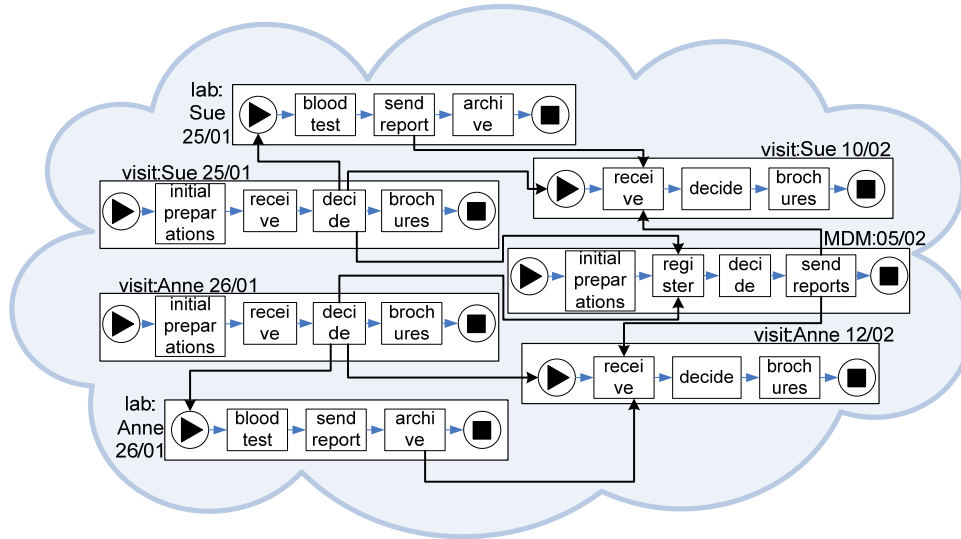 lab:
Sue
25/01
blood
test
send
report
archi
ve
visit:Sue 25/01
initial
prepar
ations
recei
ve
deci
de
broch
ures
visit:Sue 10/02
recei
ve
decide
broch
ures
MDM:05/02
initial
prepar
ations
regi
ster
deci
de
send
reports
visit:Anne 26/01
initial
prepar
ations
recei
ve
deci
de
broch
ures
visit:Anne 12/02
recei
ve
decide
broch
ures
lab:
Anne
26/01
blood
test
send
report
archi
ve